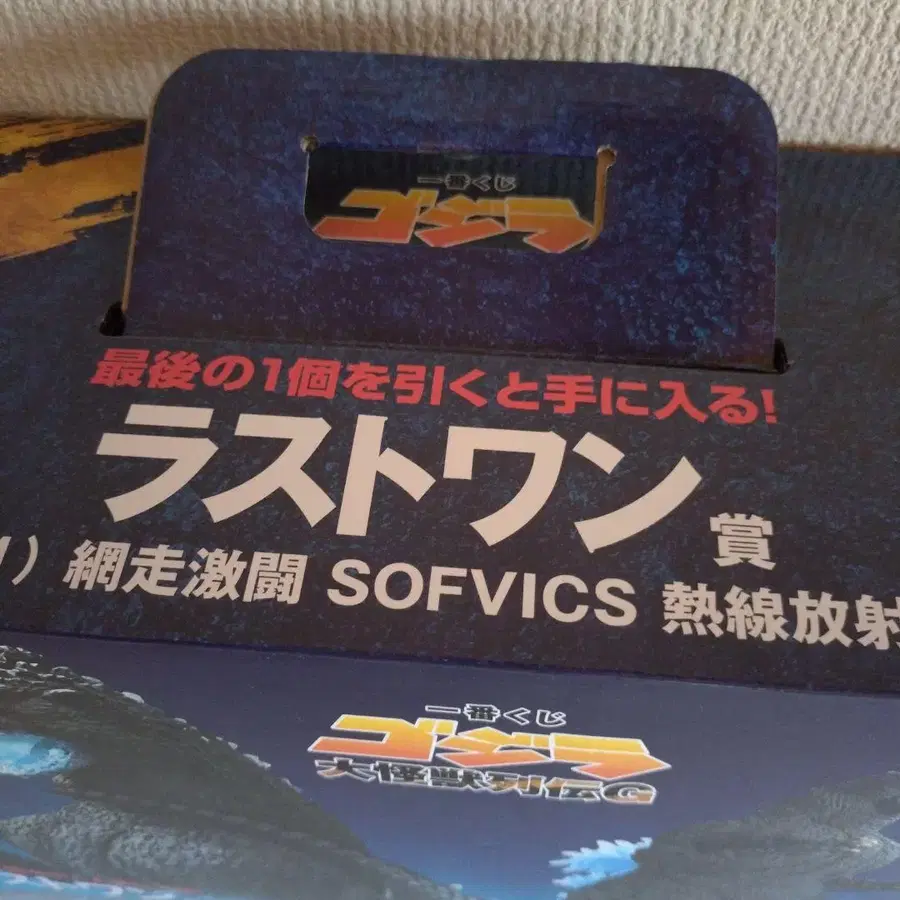 一番くじ
ゴジラ
最後の1個を引くと手に入る!
ラストワン賞
1）網走激闘 SOFVICS 熱線放射
一番くじ
ゴジラ
大怪獣列伝G